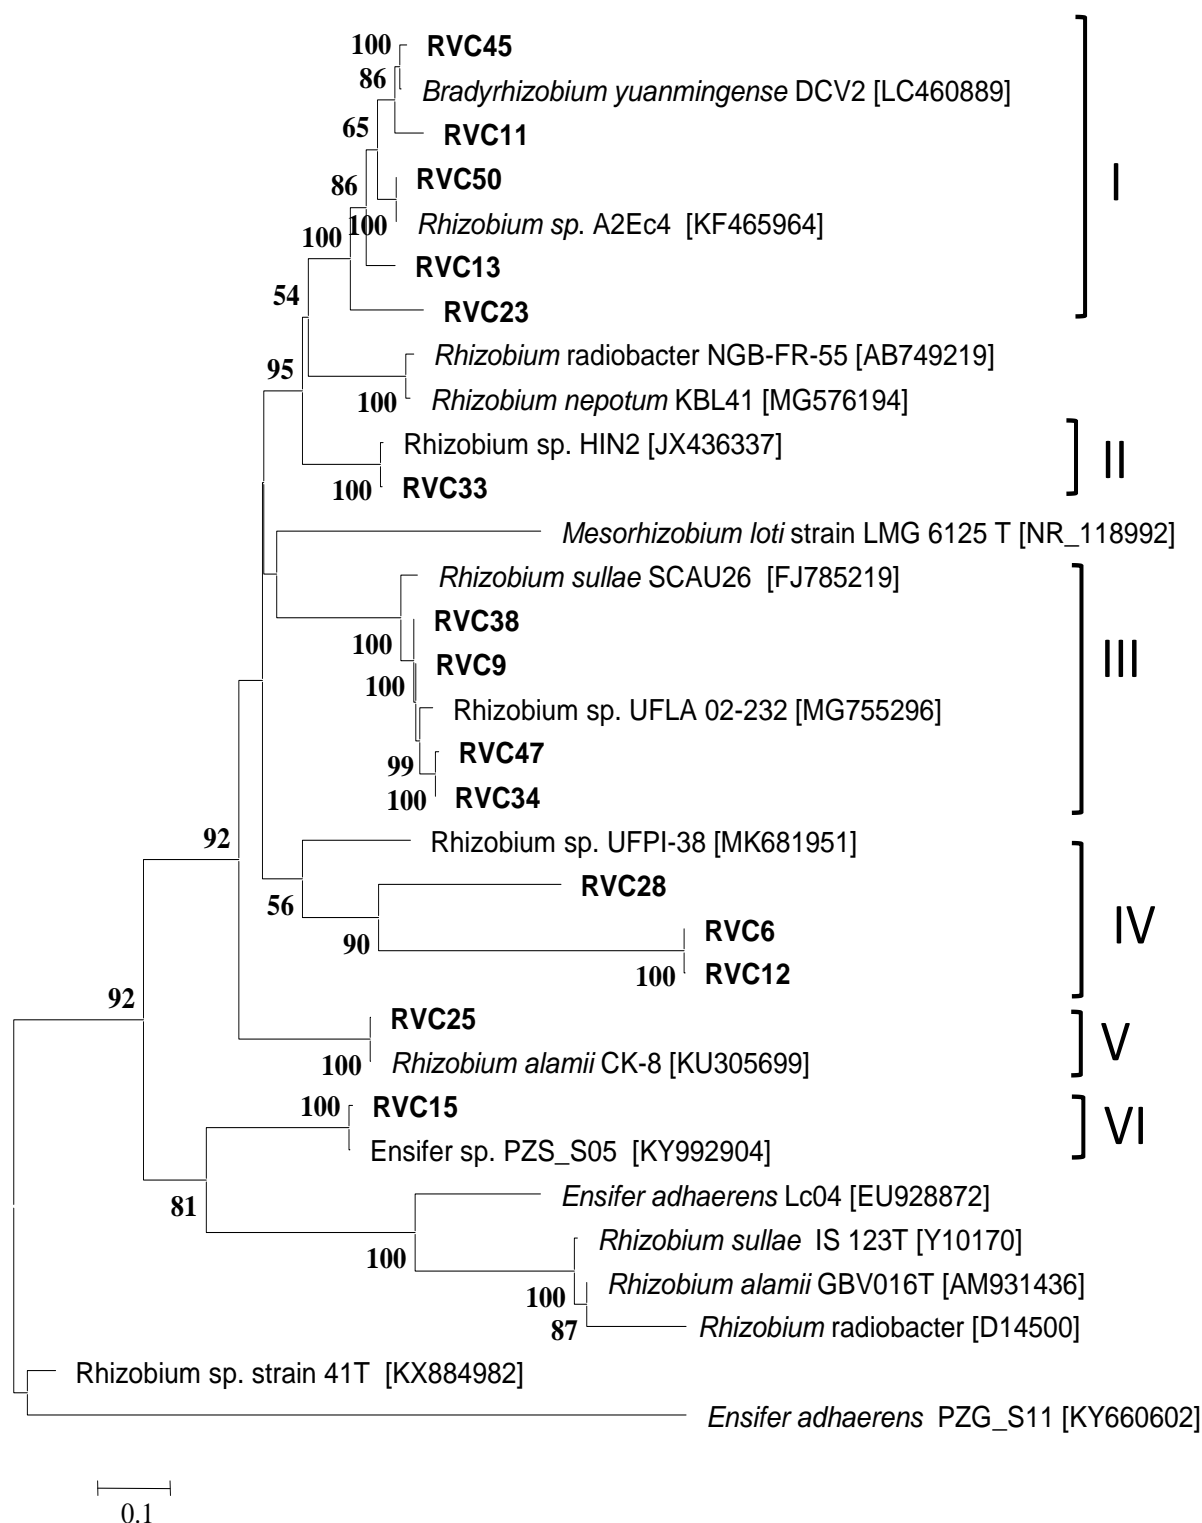 100 RVC45
86 Bradyrhizobium yuanmingense DCV2 [LC460889]
65 RVC11
86 RVC50 I
100 100 Rhizobium sp. A2Ec4 [KF465964]
RVC13
54 RVC23
95 Rhizobium radiobacter NGB-FR-55 [AB749219]
100 Rhizobium nepotum KBL41 [MG576194]
Rhizobium sp. HIN2 [JX436337] II
100 RVC33
Mesorhizobium loti strain LMG 6125 T [NR_118992]
Rhizobium sullae SCAU26 [FJ785219]
RVC38
100 III
RVC9
100
Rhizobium sp. UFLA 02-232 [MG755296]
99 RVC47
100 RVC34
92 Rhizobium sp. UFPI-38 [MK681951]
56 RVC28
90 RVC6 IV
100 RVC12
92 RVC25
V
100 Rhizobium alamii CK-8 [KU305699]
100 RVC15 VI
Ensifer sp. PZS_S05 [KY992904]
81 Ensifer adhaerens Lc04 [EU928872]
100 Rhizobium sullae IS 123T [Y10170]
100 Rhizobium alamii GBV016T [AM931436]
87 Rhizobium radiobacter [D14500]
Rhizobium sp. strain 41T [KX884982]
Ensifer adhaerens PZG_S11 [KY660602]
0.1